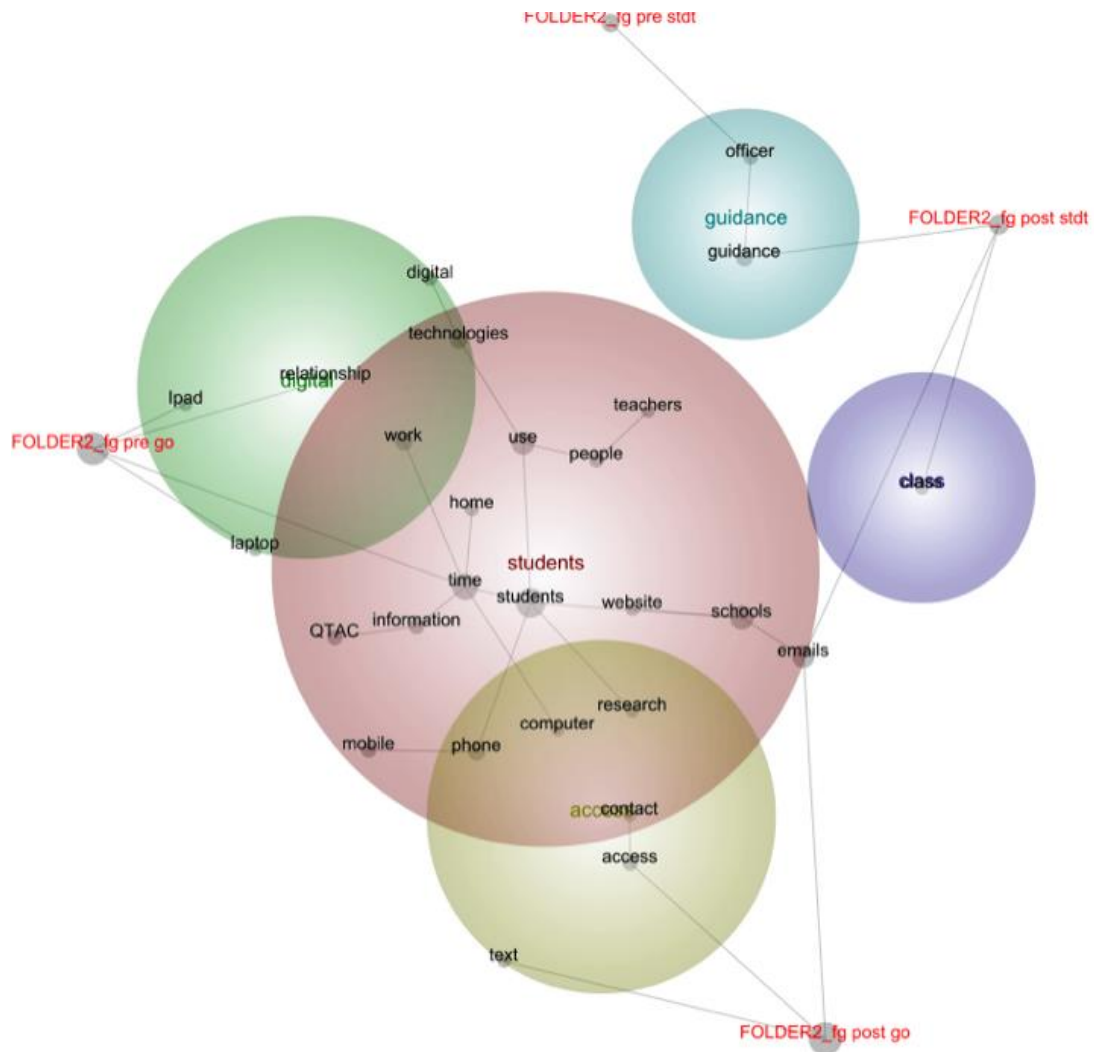 FOLDER2_fg pre stdt
officer
guidance
FOLDER2_fg post stdt
guidance
digital
technologies
relationship
digital
Ipad
teachers
FOLDER2_fg pre go
work
use
people
class
class
home
laptop
students
time
students
website
schools
information
QTAC
emails
research
computer
mobile
phone
access
contact
access
text
FOLDER2_fg post go